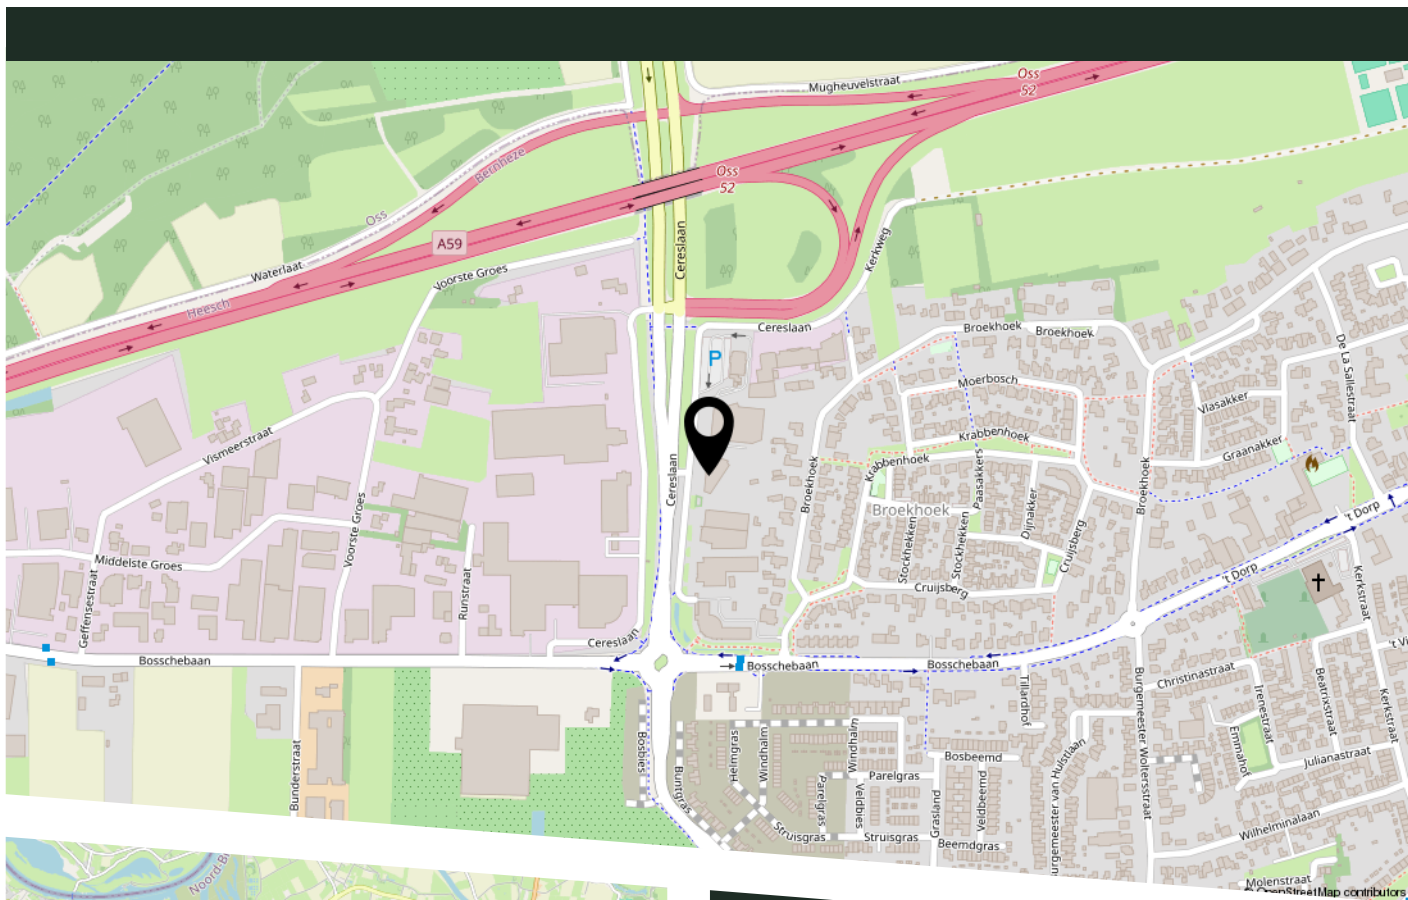 Oss
52
Mugheuvelstraat
Bernheze
Oss
52
Oss
A59
Cereslaan
Kerkweg
Waterlaat
Voorste Groes
Heesch
Cereslaan
Broekhoek
Broekhoek
De La Sallestraat
P
Moerbosch
Vlasakker
Vismeerstraat
Krabbenhoek
Graanakker
Krabbenhoek
Cereslaan
Broekhoek
Paasakkers
Broekhoek
Broekhoek
Dijnakker
't Dorp
Voorste Groes
Stockhekken
Stockhekken
Cruijsberg
Middelste Groes
't Dorp
Geffensestraat
Runstraat
Cruijsberg
Kerkstraat
Cereslaan
Bosschebaan
Bosschebaan
Bosschebaan
Christinastraat
Tillardhof
Burgemeester Woltersstraat
Irenestraat
Beatrixstraat
Kerkstraat
Bosbies
Helmgras
Windhalm
Windhalm
Emmahof
Bunderstraat
Buntgras
Bosbeemd
Julianastraat
Parelgras
Parelgras
Veldbies
Grasland
Veldbeemd
Burgemeester van Hulstlaan
Struisgras
Struisgras
Beemdgras
Wilhelminalaan
Molenstraat
© OpenStreetMap contributors